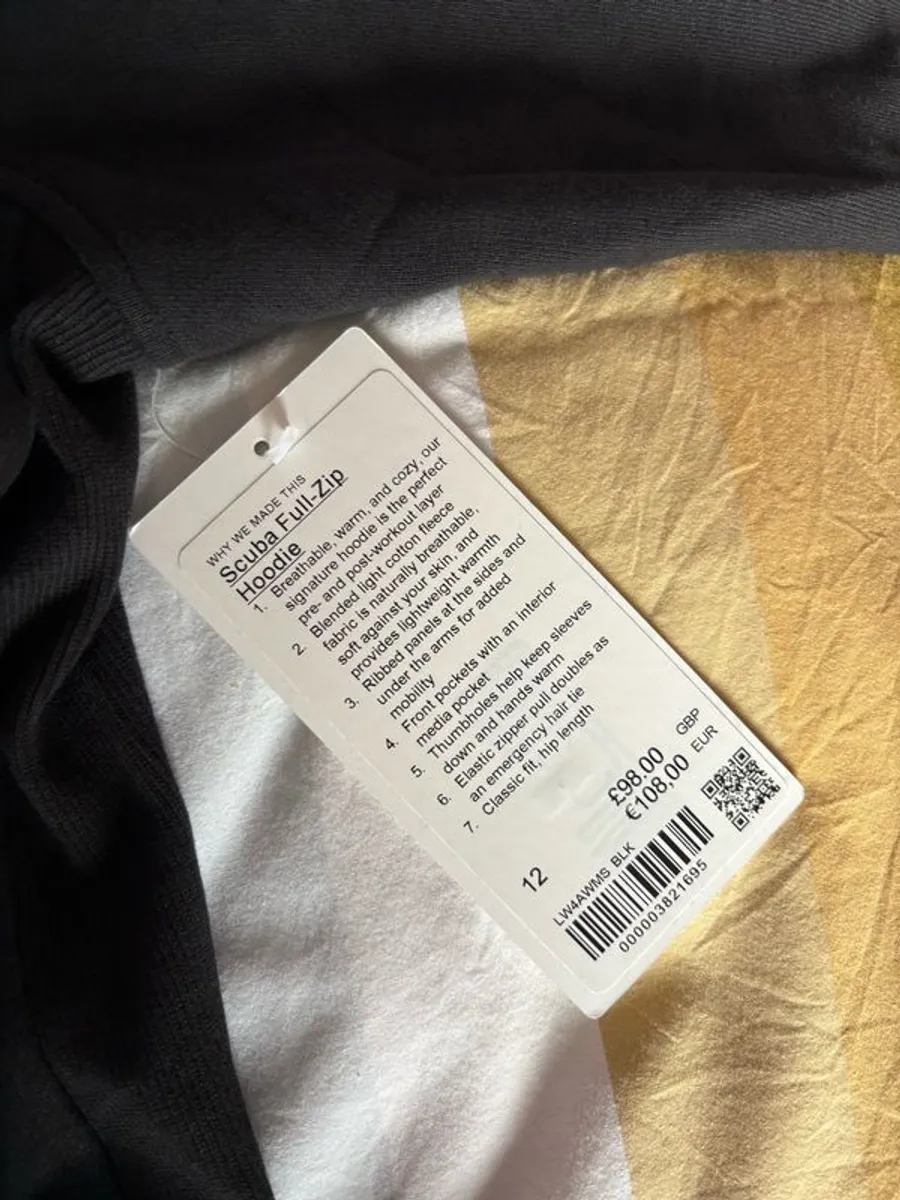 WHY WE MADE THIS
Scuba Full-Zip
Hoodie
1. Breathable, warm, and cozy, our
signature hoodie is the perfect
pre- and post-workout layer
2. Blended light cotton fleece
fabric is naturally breathable,
soft against your skin, and
provides lightweight warmth
3. Ribbed panels at the sides and
under the arms for added
mobility
4. Front pockets with an interior
media pocket
5. Thumbholes help keep sleeves
down and hands warm
6. Elastic zipper pull doubles as
an emergency hair tie
7. Classic fit, hip length
£98.00 GBP
€108,00 EUR
12
LW4AWMS BLK
000003821695